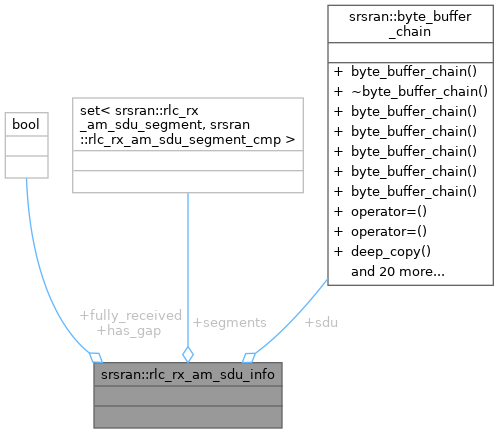 srsran::byte_buffer
_chain
+ byte_buffer_chain()
+ ~byte_buffer_chain()
+ byte_buffer_chain()
+ byte_buffer_chain()
+ byte_buffer_chain()
+ byte_buffer_chain()
+ byte_buffer_chain()
+ operator=()
+ operator=()
+ deep_copy()
and 20 more...
set< srsran::rlc_rx
_am_sdu_segment, srsran
::rlc_rx_am_sdu_segment_cmp >
bool
+fully_received
+has_gap
+segments
+sdu
srsran::rlc_rx_am_sdu_info